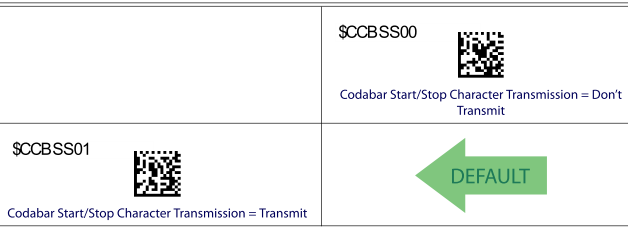 $CCBSS00
Codabar Start/Stop Character Transmission = Don't
Transmit
$CCBSS01
Codabar Start/Stop Character Transmission = Transmit
DEFAULT